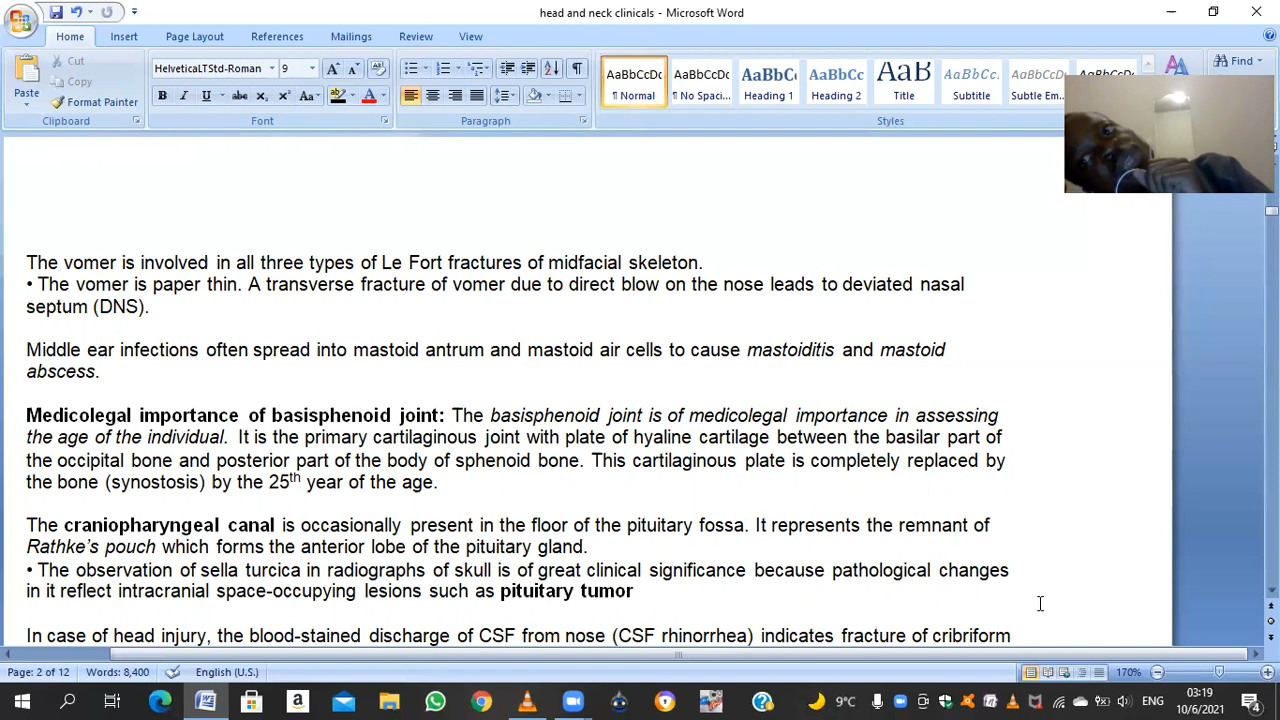 head and neck clinicals - Microsoft Word
Home Insert Page Layout References Mailings Review View
Paste
Cut
Copy
Format Painter
Clipboard
HelveticaLTStd-Roman 9
Font
Paragraph
AaBbCcDc AaBbCcDc AaBbCc AaBbCc AaB AaBbCc AaBbCcDc AaBbCcDc
¶ Normal ¶ No Spaci... Heading 1 Heading 2 Title Subtitle Subtle Em...
Styles
Find
The vomer is involved in all three types of Le Fort fractures of midfacial skeleton.
• The vomer is paper thin. A transverse fracture of vomer due to direct blow on the nose leads to deviated nasal
septum (DNS).
Middle ear infections often spread into mastoid antrum and mastoid air cells to cause mastoiditis and mastoid
abscess.
Medicolegal importance of basisphenoid joint: The basisphenoid joint is of medicolegal importance in assessing
the age of the individual. It is the primary cartilaginous joint with plate of hyaline cartilage between the basilar part of
the occipital bone and posterior part of the body of sphenoid bone. This cartilaginous plate is completely replaced by
the bone (synostosis) by the 25th year of the age.
The craniopharyngeal canal is occasionally present in the floor of the pituitary fossa. It represents the remnant of
Rathke's pouch which forms the anterior lobe of the pituitary gland.
• The observation of sella turcica in radiographs of skull is of great clinical significance because pathological changes
in it reflect intracranial space-occupying lesions such as pituitary tumor
In case of head injury, the blood-stained discharge of CSF from nose (CSF rhinorrhea) indicates fracture of cribriform
Page: 2 of 12 Words: 8,400 English (U.S.) 170%
9°C ENG 03:19
10/6/2021